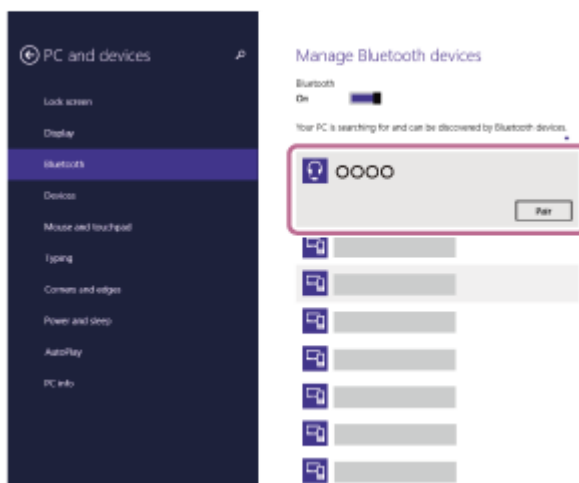 PC and devices
Lock screen
Display
Bluetooth
Devices
Mouse and touchpad
Typing
Corners and edges
Power and sleep
AutoPlay
PC info
Manage Bluetooth devices
Bluetooth
On
Your PC is searching for and can be discovered by Bluetooth devices.
OOOO
Pair